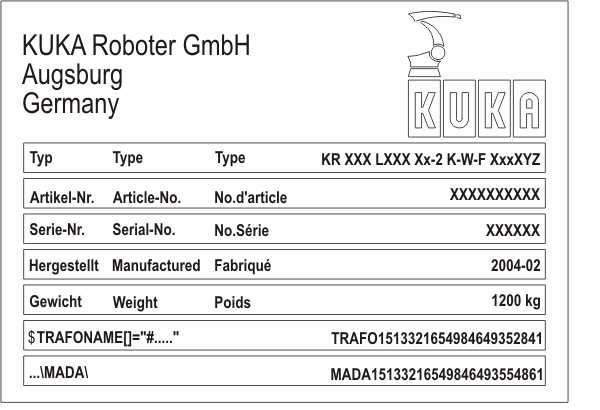 KUKA Roboter GmbH
Augsburg
Germany
KUKA
Typ Type Type KR XXX LXXX Xx-2 K-W-F XxxXYZ
Artikel-Nr. Article-No. No.d'article XXXXXXXXXX
Serie-Nr. Serial-No. No.Série XXXXXX
Hergestellt Manufactured Fabriqué 2004-02
Gewicht Weight Poids 1200 kg
$TRAFONAME[]="#....." TRAFO1513321654984649352841
...\MADA\ MADA15133216549846493554861